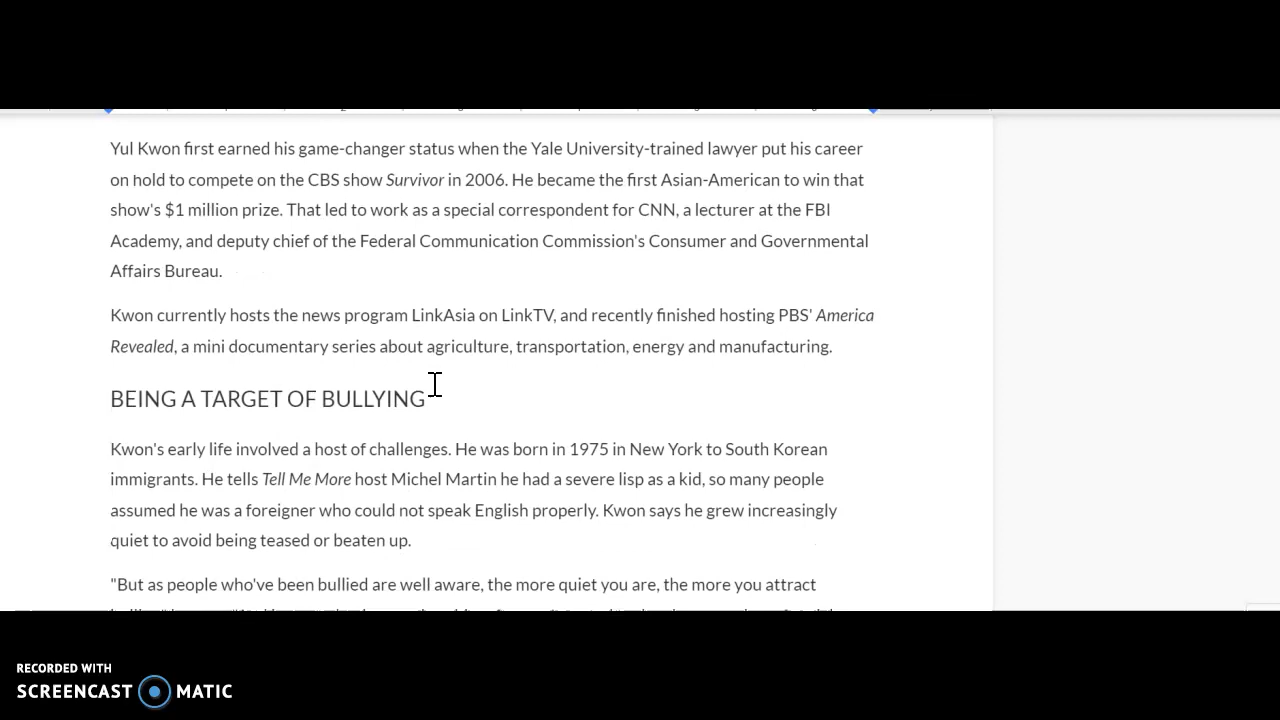 Yul Kwon first earned his game-changer status when the Yale University-trained lawyer put his career
on hold to compete on the CBS show Survivor in 2006. He became the first Asian-American to win that
show's $1 million prize. That led to work as a special correspondent for CNN, a lecturer at the FBI
Academy, and deputy chief of the Federal Communication Commission's Consumer and Governmental
Affairs Bureau.
Kwon currently hosts the news program LinkAsia on LinkTV, and recently finished hosting PBS' America
Revealed, a mini documentary series about agriculture, transportation, energy and manufacturing.
BEING A TARGET OF BULLYING
Kwon's early life involved a host of challenges. He was born in 1975 in New York to South Korean
immigrants. He tells Tell Me More host Michel Martin he had a severe lisp as a kid, so many people
assumed he was a foreigner who could not speak English properly. Kwon says he grew increasingly
quiet to avoid being teased or beaten up.
"But as people who've been bullied are well aware, the more quiet you are, the more you attract
RECORDED WITH
SCREENCAST MATIC